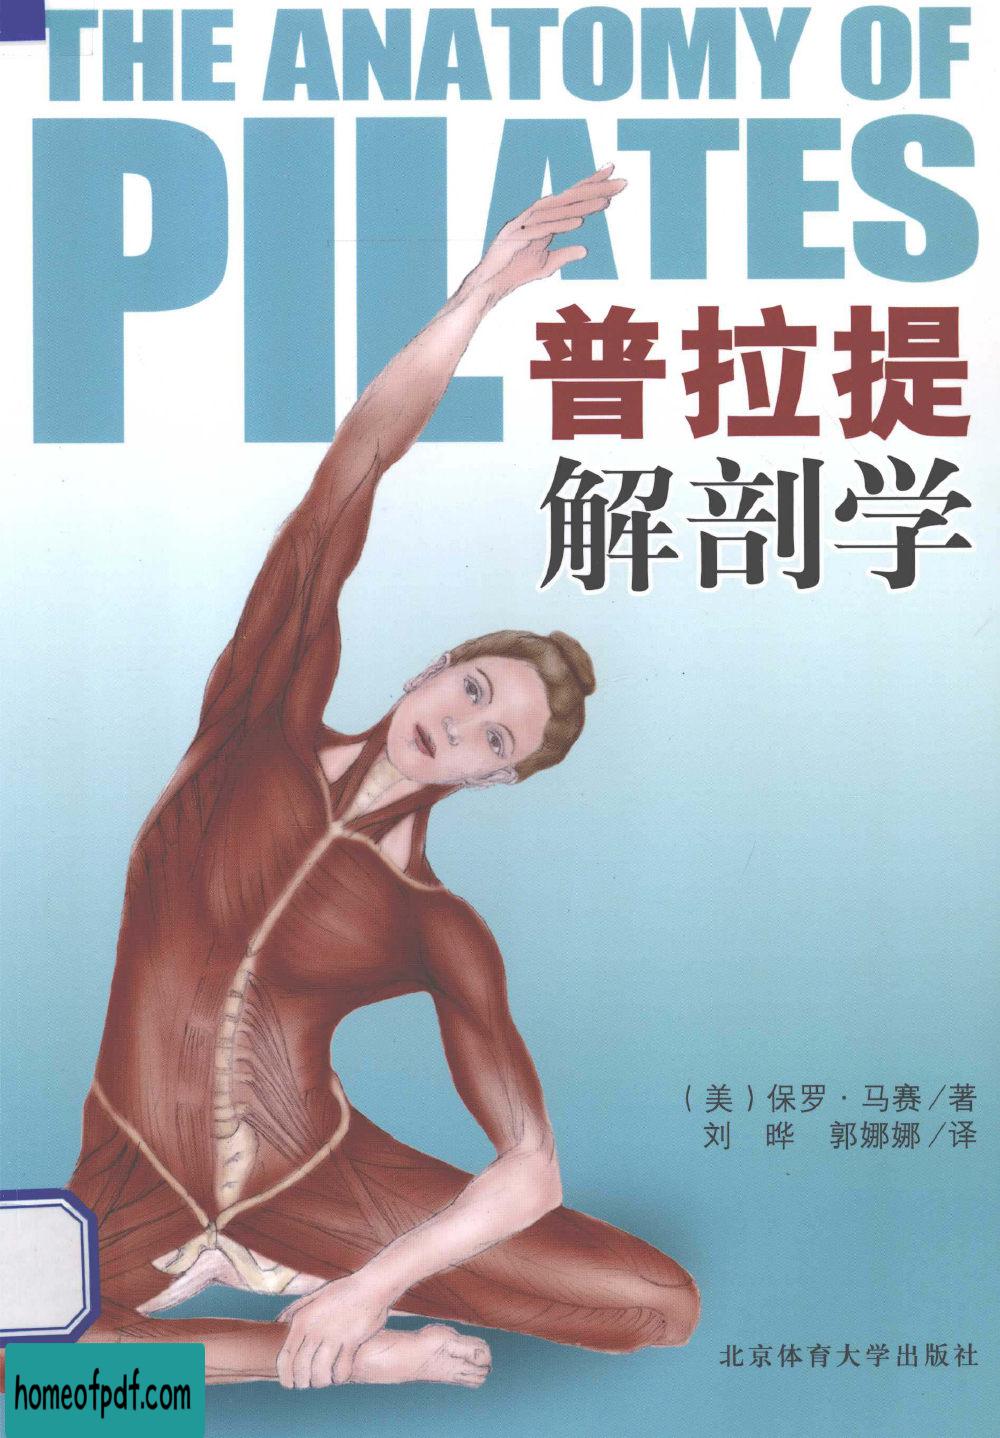 THE ANATOMY OF
PILATES
普拉提
解剖学
（美）保罗·马赛/著
刘 晔 郭娜娜/译
北京体育大学出版社
homeofpdf.com